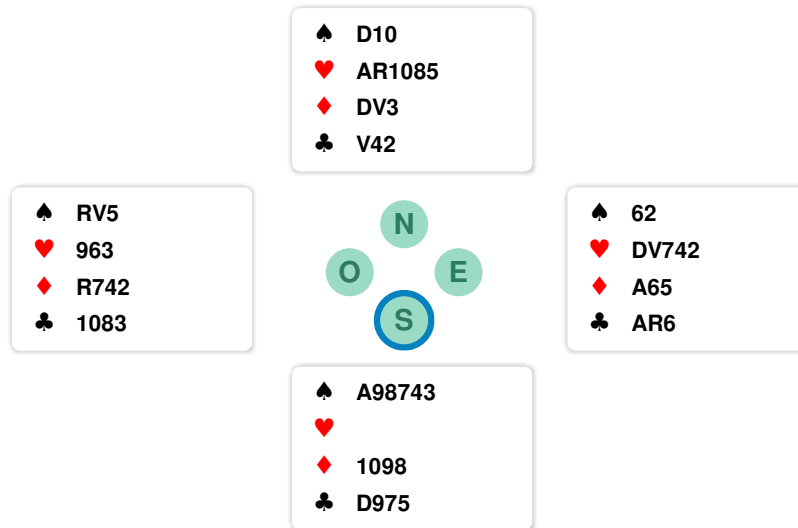 ♠ D10
♥ AR1085
♦ DV3
♣ V42
♠ RV5
♥ 963
♦ R742
♣ 1083
N
O
E
S
♠ 62
♥ DV742
♦ A65
♣ AR6
♠ A98743
♥
♦ 1098
♣ D975